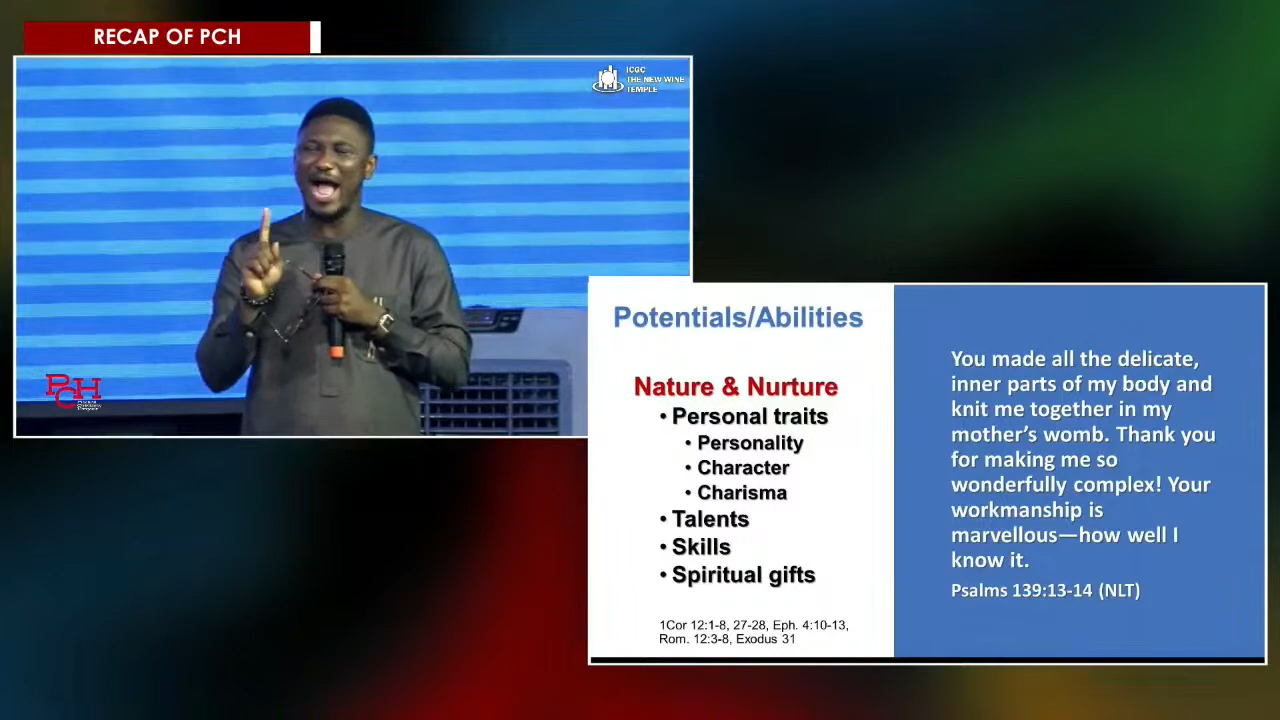 RECAP OF PCH
ICGC
THE NEW WINE
TEMPLE
PCH
Potentials/Abilities
Nature & Nurture
• Personal traits
• Personality
• Character
• Charisma
• Talents
• Skills
• Spiritual gifts
1Cor 12:1-8, 27-28, Eph. 4:10-13,
Rom. 12:3-8, Exodus 31
You made all the delicate,
inner parts of my body and
knit me together in my
mother’s womb. Thank you
for making me so
wonderfully complex! Your
workmanship is
marvellous—how well I
know it.
Psalms 139:13-14 (NLT)